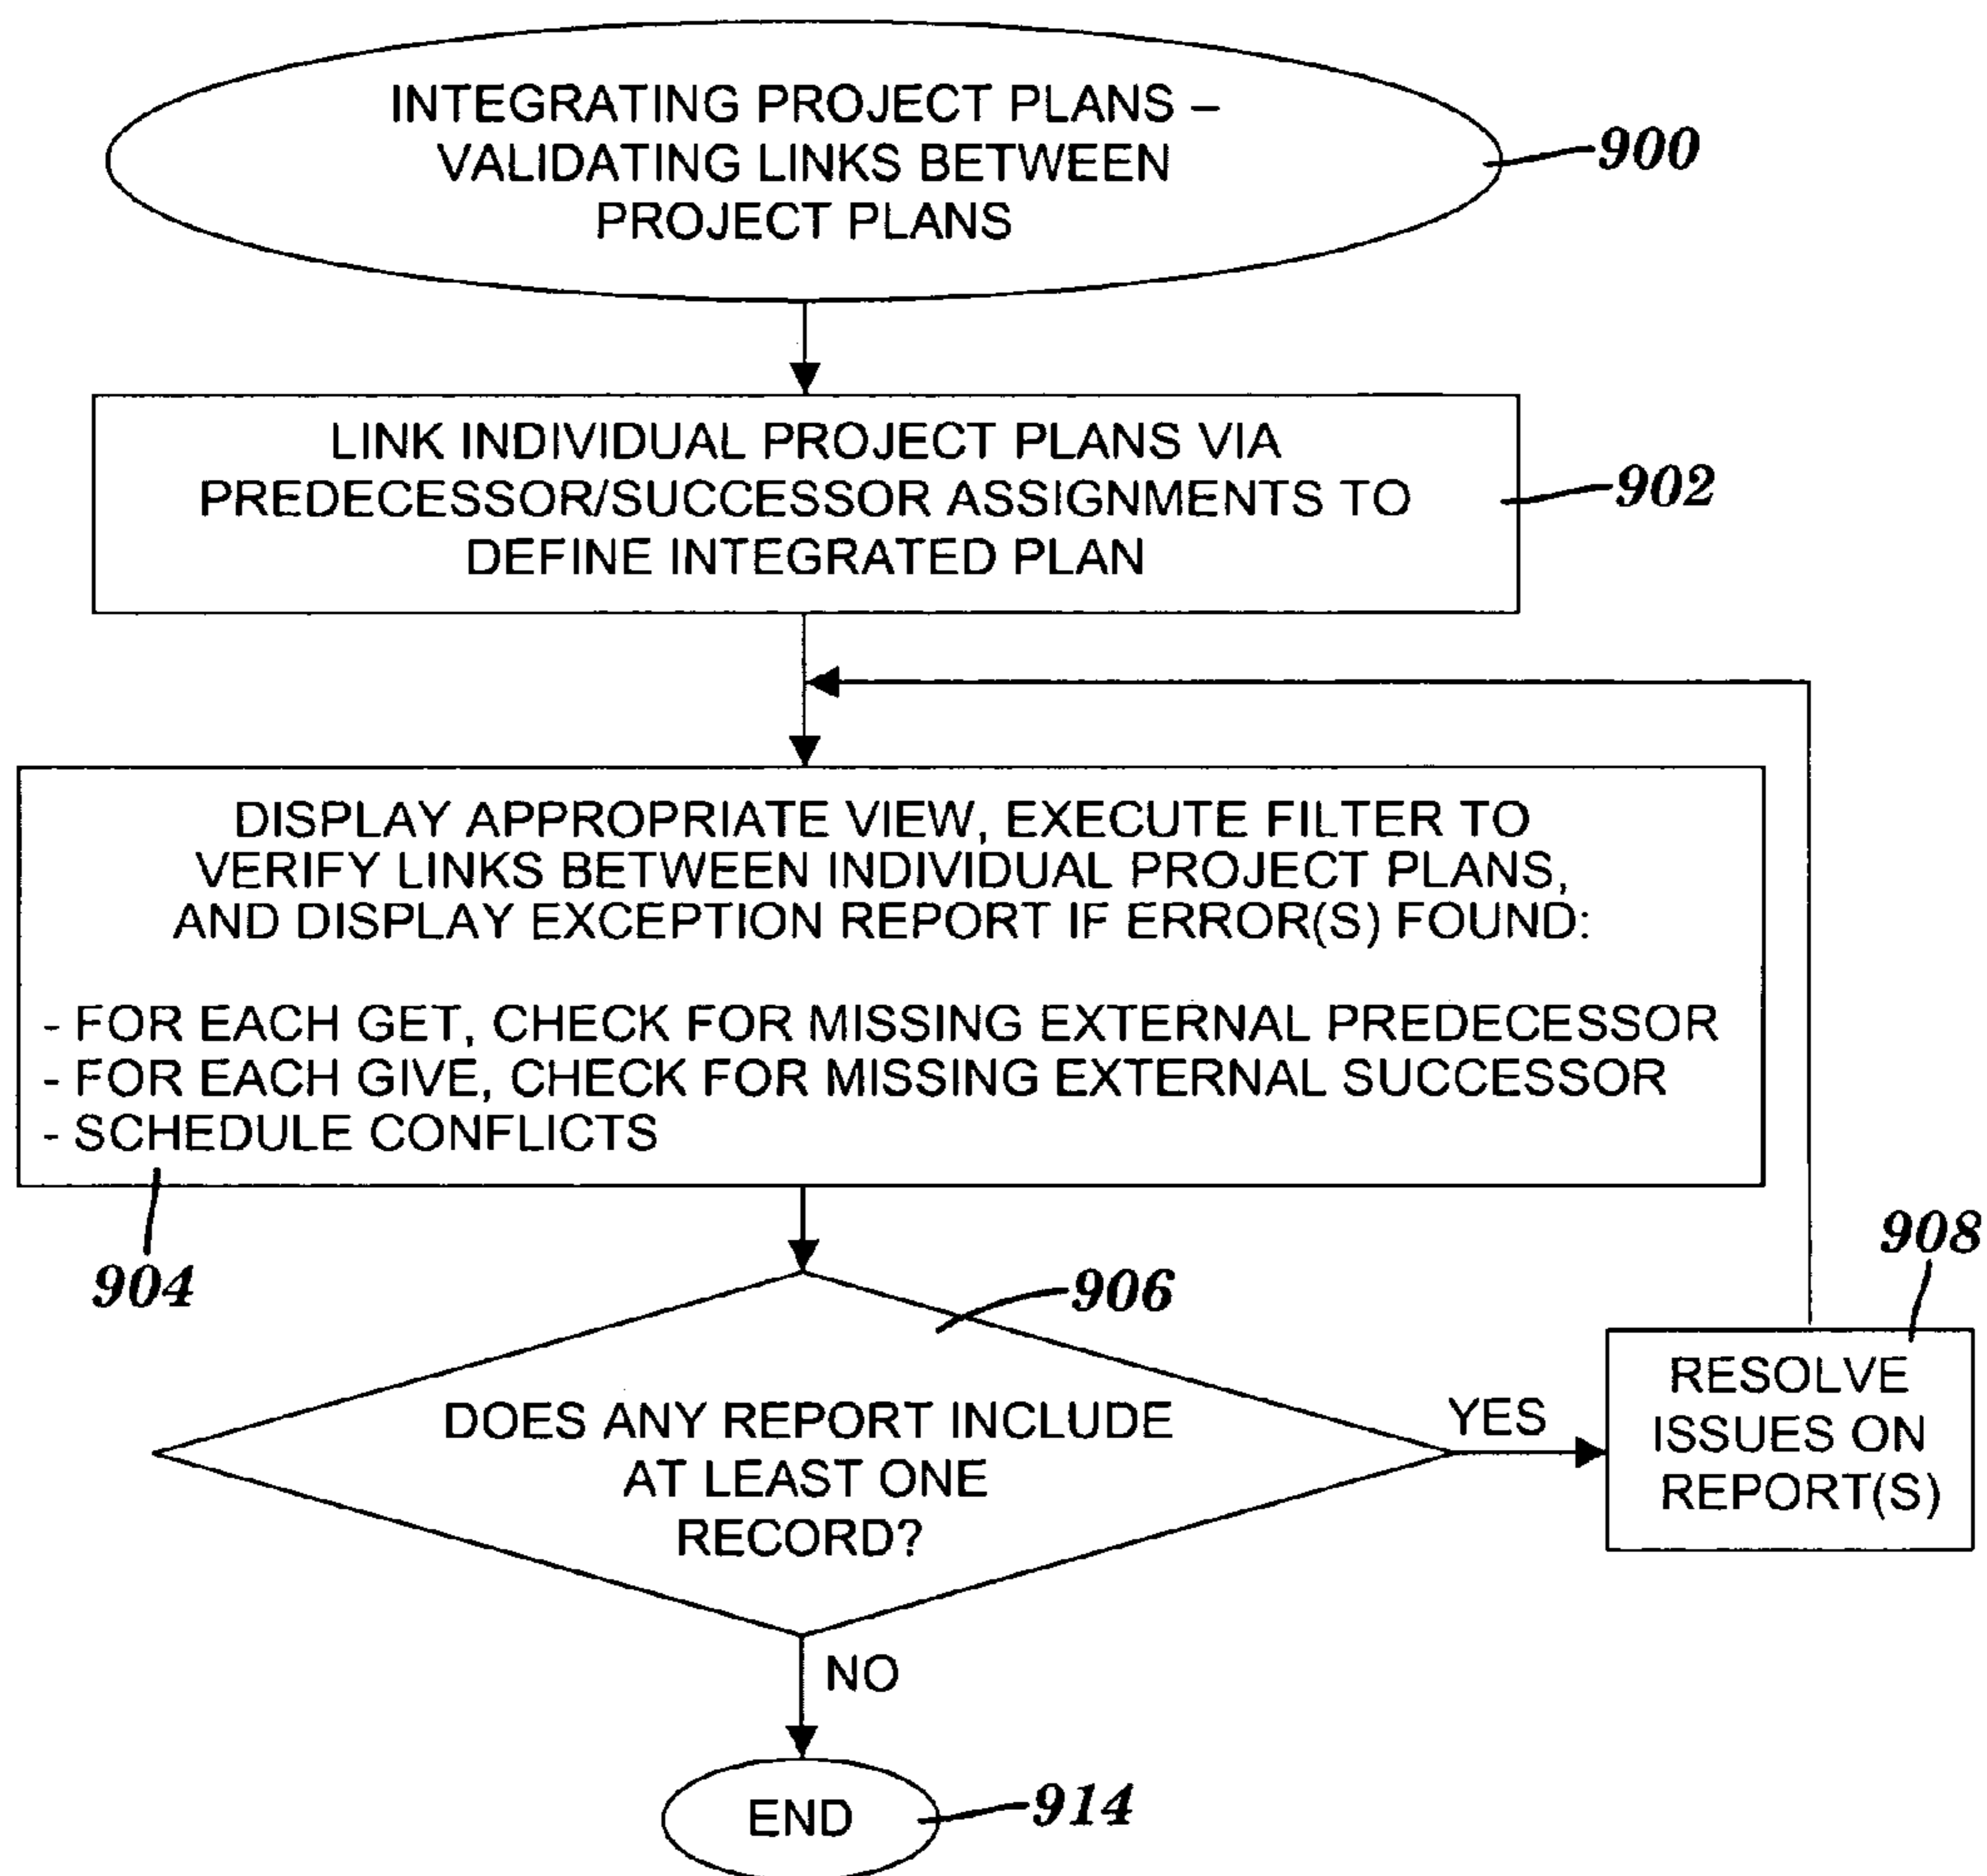 INTEGRATING PROJECT PLANS –
VALIDATING LINKS BETWEEN
PROJECT PLANS
900
LINK INDIVIDUAL PROJECT PLANS VIA
PREDECESSOR/SUCCESSOR ASSIGNMENTS TO
DEFINE INTEGRATED PLAN
902
DISPLAY APPROPRIATE VIEW, EXECUTE FILTER TO
VERIFY LINKS BETWEEN INDIVIDUAL PROJECT PLANS,
AND DISPLAY EXCEPTION REPORT IF ERROR(S) FOUND:
- FOR EACH GET, CHECK FOR MISSING EXTERNAL PREDECESSOR
- FOR EACH GIVE, CHECK FOR MISSING EXTERNAL SUCCESSOR
- SCHEDULE CONFLICTS
904
906
DOES ANY REPORT INCLUDE
AT LEAST ONE
RECORD?
YES
908
RESOLVE
ISSUES ON
REPORT(S)
NO
END
914